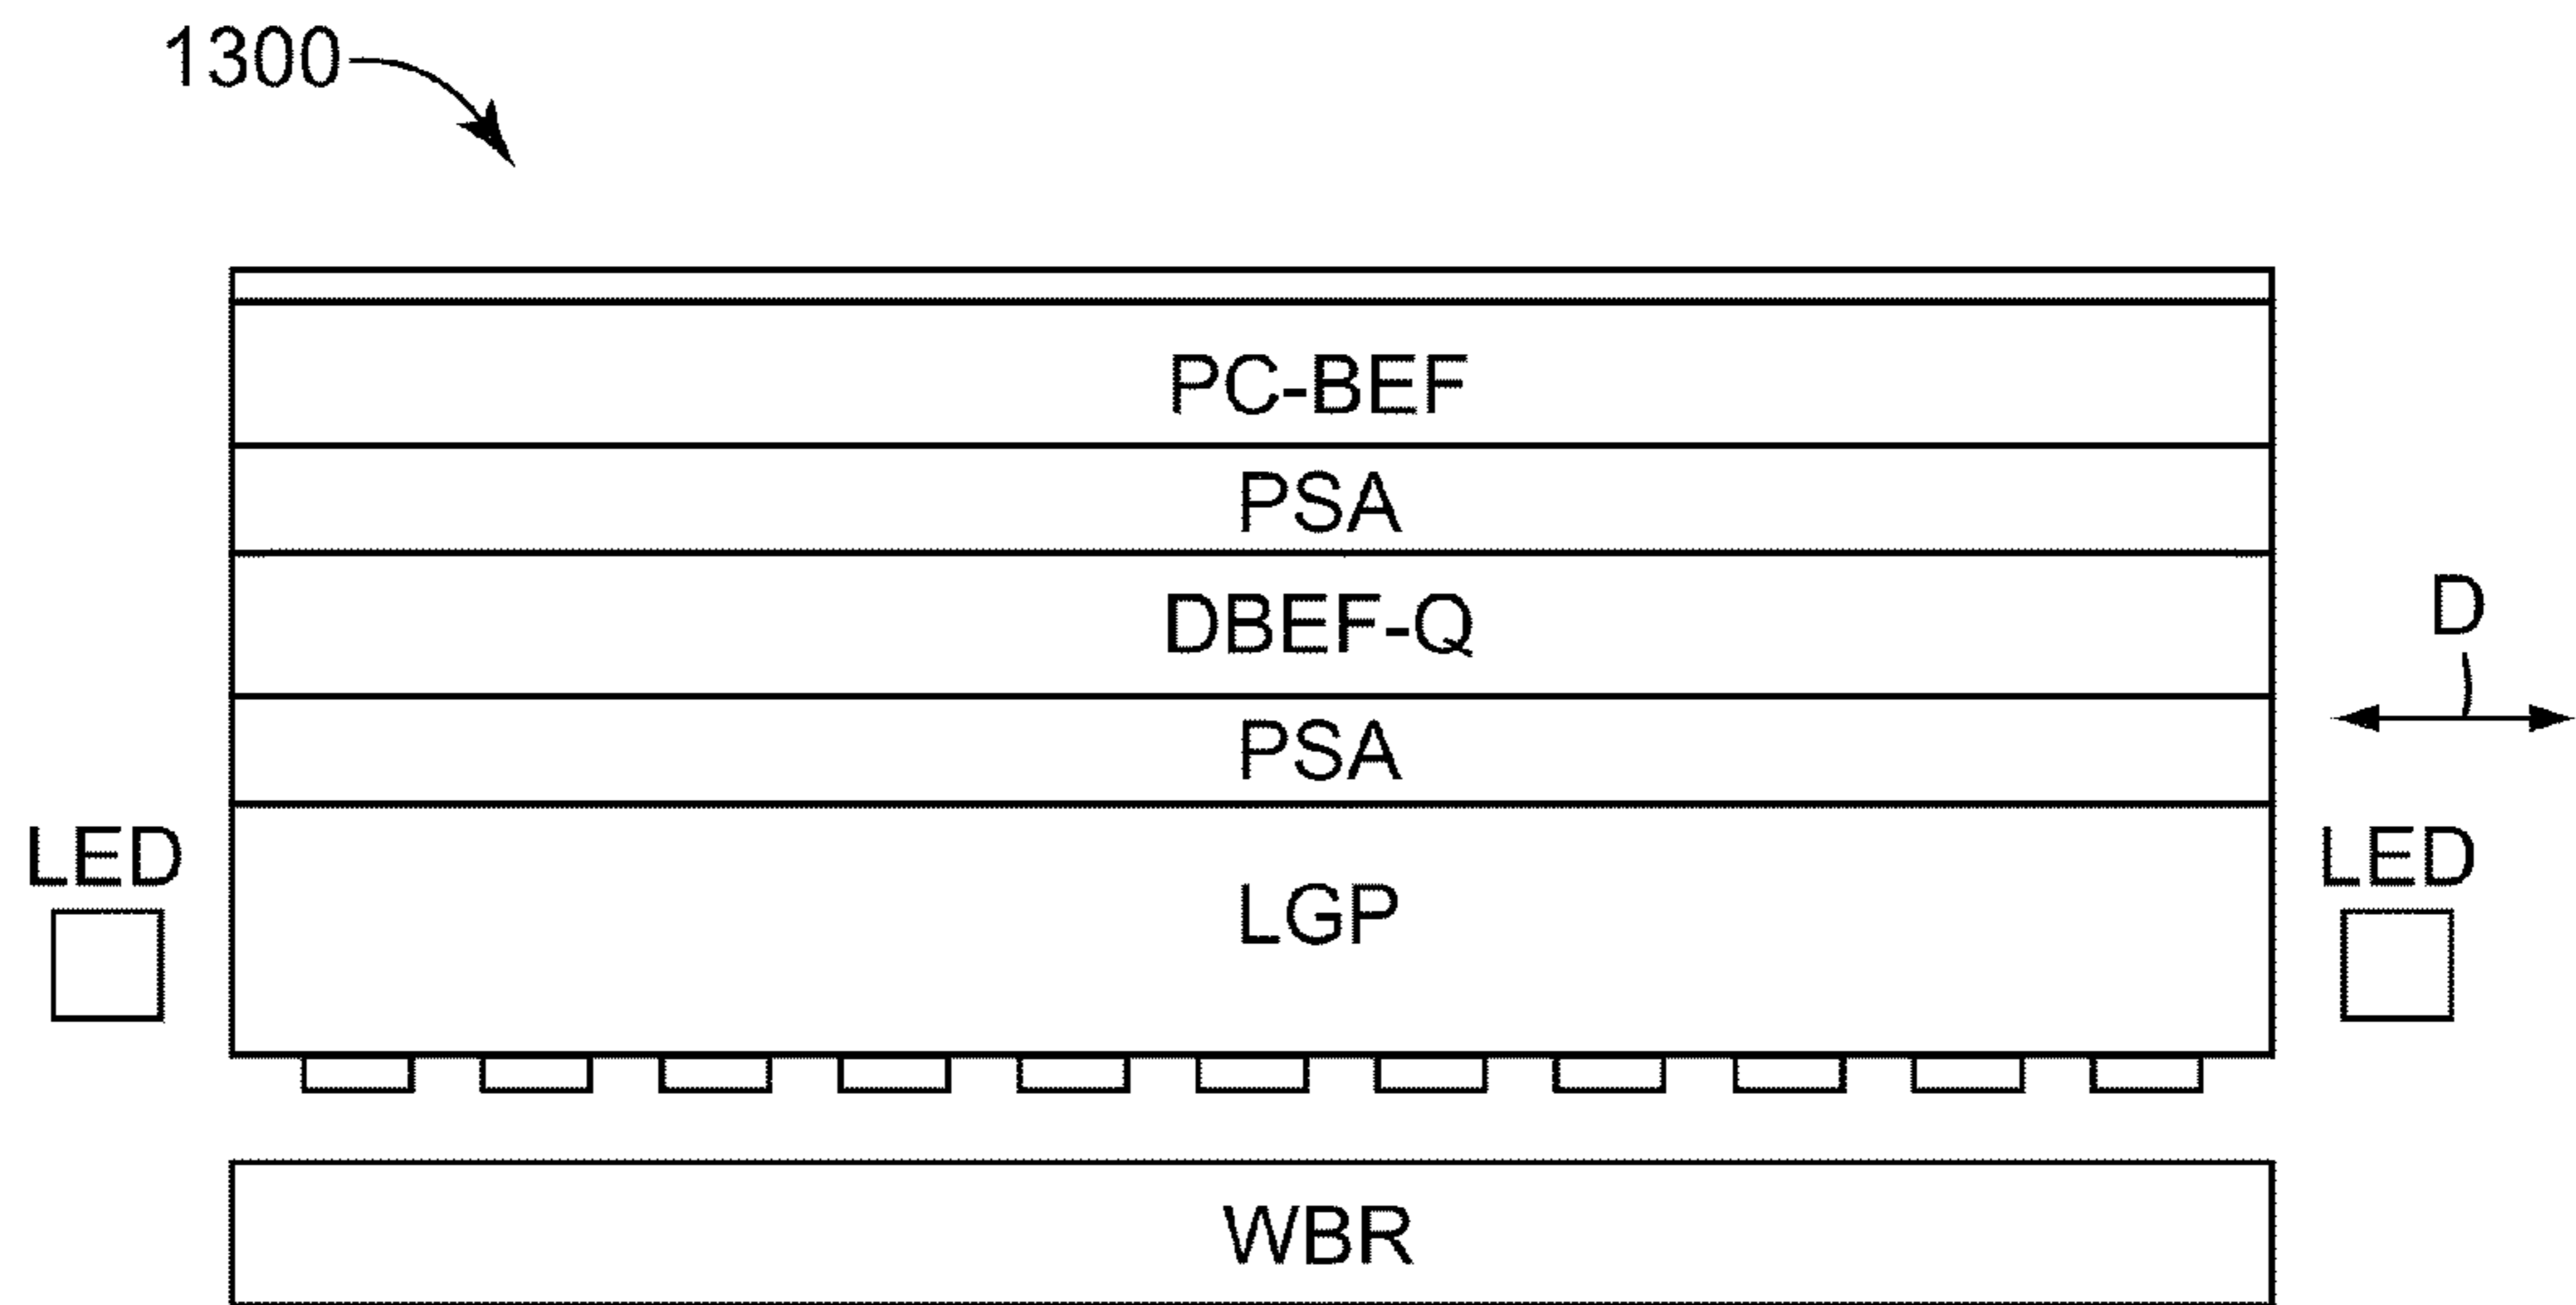 1300
PC-BEF
PSA
DBEF-Q
D
PSA
LED
LED
LGP
WBR